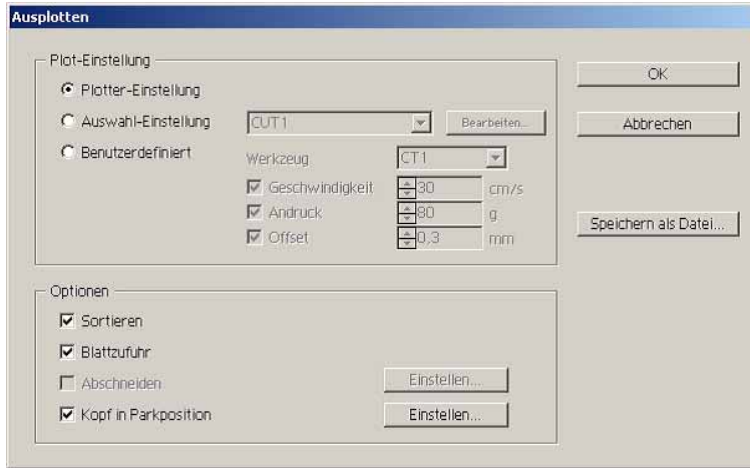 Ausplotten
Plot-Einstellung
Plotter-Einstellung
OK
Auswahl-Einstellung CUT1 Bearbeiten...
Abbrechen
Benutzerdefiniert
Werkzeug CT1
Geschwindigkeit 30 cm/s
Andruck 80 g
Offset 0,3 mm
Speichern als Datei...
Optionen
Sortieren
Blattzufuhr
Abschneiden Einstellen...
Kopf in Parkposition Einstellen...